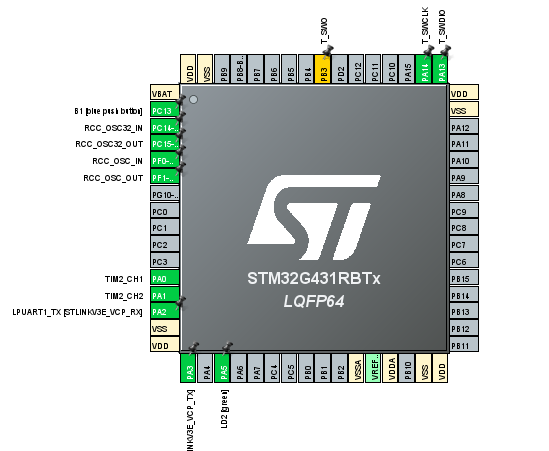 T_SWO
T_SWCLK
T_SWDIO
VDD
VSS
PB9
PB8-B..
PB7
PB6
PB5
PB4
PB3
PD2
PC12
PC11
PC10
PA15
PA14
PA13
VBAT
B1 [blue push button]
PC13..
RCC_OSC32_IN
PC14-..
RCC_OSC32_OUT
PC15-..
RCC_OSC_IN
PF0-..
RCC_OSC_OUT
PF1-..
PG10-..
PC0
PC1
PC2
PC3
TIM2_CH1
PA0
TIM2_CH2
PA1
LPUART1_TX [STLINKV3E_VCP_RX]
PA2
VSS
VDD
VDD
VSS
PA12
PA11
PA10
PA9
PA8
PC9
PC8
PC7
PC6
PB15
PB14
PB13
PB12
PB11
ST
STM32G431RBTx
LQFP64
PA3
PA4
PA5
PA6
PA7
PC4
PC5
PB0
PB1
PB2
VSSA
VREF..
VDDA
PB10
VSS
VDD
INKV3E_VCP_TX]
LD2 [green]